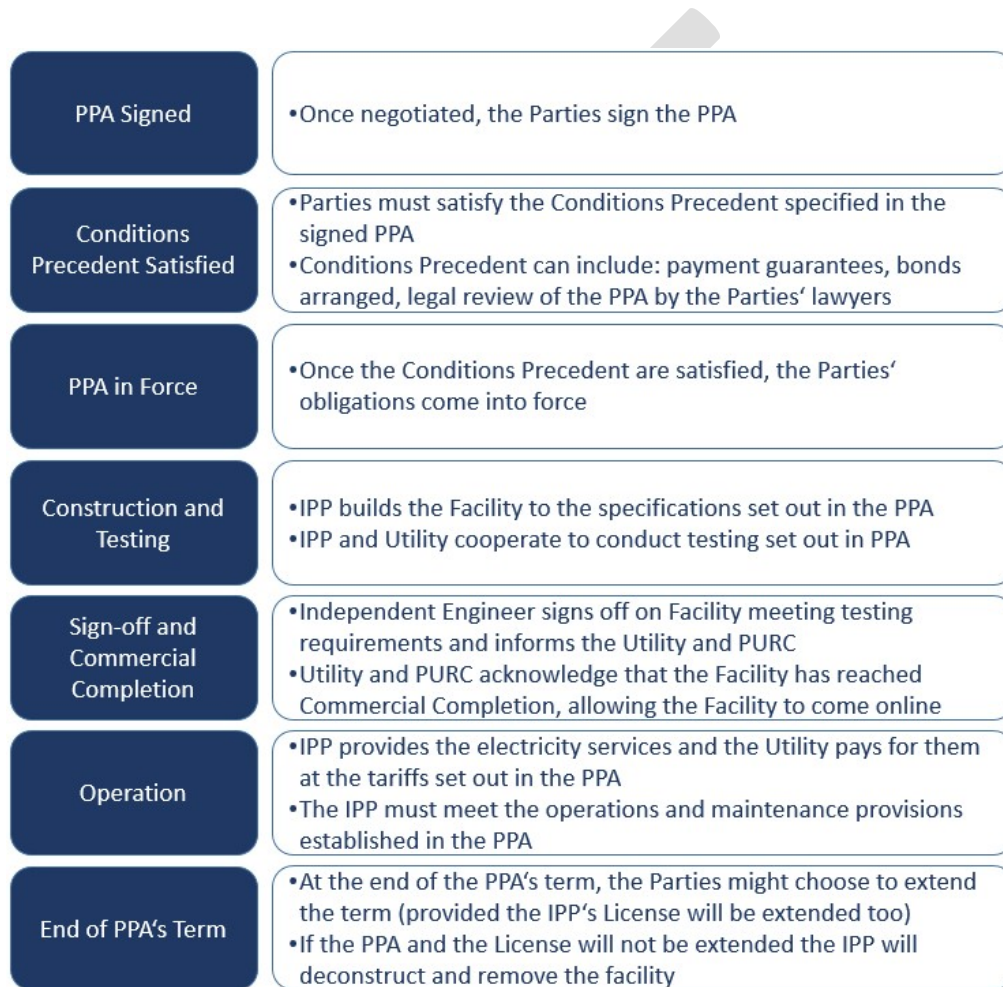 PPA Signed
•Once negotiated, the Parties sign the PPA
Conditions
Precedent Satisfied
•Parties must satisfy the Conditions Precedent specified in the
signed PPA
•Conditions Precedent can include: payment guarantees, bonds
arranged, legal review of the PPA by the Parties‘ lawyers
PPA in Force
•Once the Conditions Precedent are satisfied, the Parties‘
obligations come into force
Construction and
Testing
•IPP builds the Facility to the specifications set out in the PPA
•IPP and Utility cooperate to conduct testing set out in PPA
Sign-off and
Commercial
Completion
•Independent Engineer signs off on Facility meeting testing
requirements and informs the Utility and PURC
•Utility and PURC acknowledge that the Facility has reached
Commercial Completion, allowing the Facility to come online
Operation
•IPP provides the electricity services and the Utility pays for them
at the tariffs set out in the PPA
•The IPP must meet the operations and maintenance provisions
established in the PPA
End of PPA‘s Term
•At the end of the PPA‘s term, the Parties might choose to extend
the term (provided the IPP‘s License will be extended too)
•If the PPA and the License will not be extended the IPP will
deconstruct and remove the facility